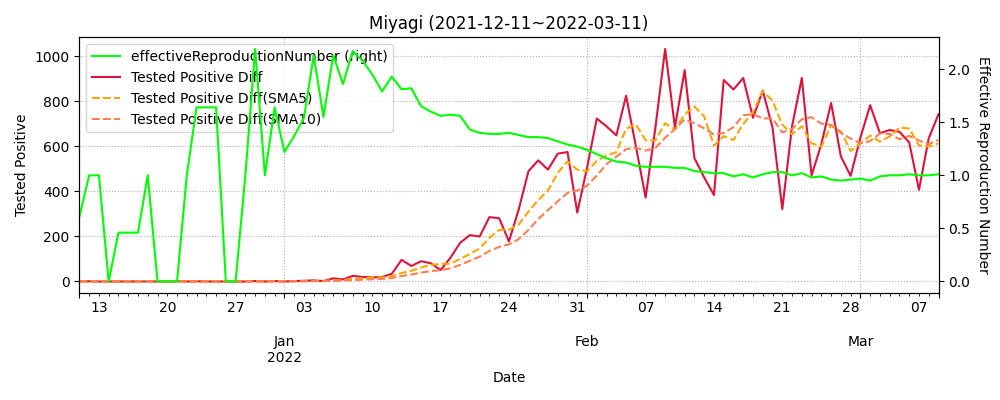 Miyagi (2021-12-11~2022-03-11)
effectiveReproductionNumber (right)
Tested Positive Diff
Tested Positive Diff(SMA5)
Tested Positive Diff(SMA10)
Tested Positive
1000
800
600
400
200
0
2.0
1.5
1.0
0.5
0.0
Effective Reproduction Number
13 20 27 03 10 17 24 31 07 14 21 28 07
Jan Feb Mar
2022
Date